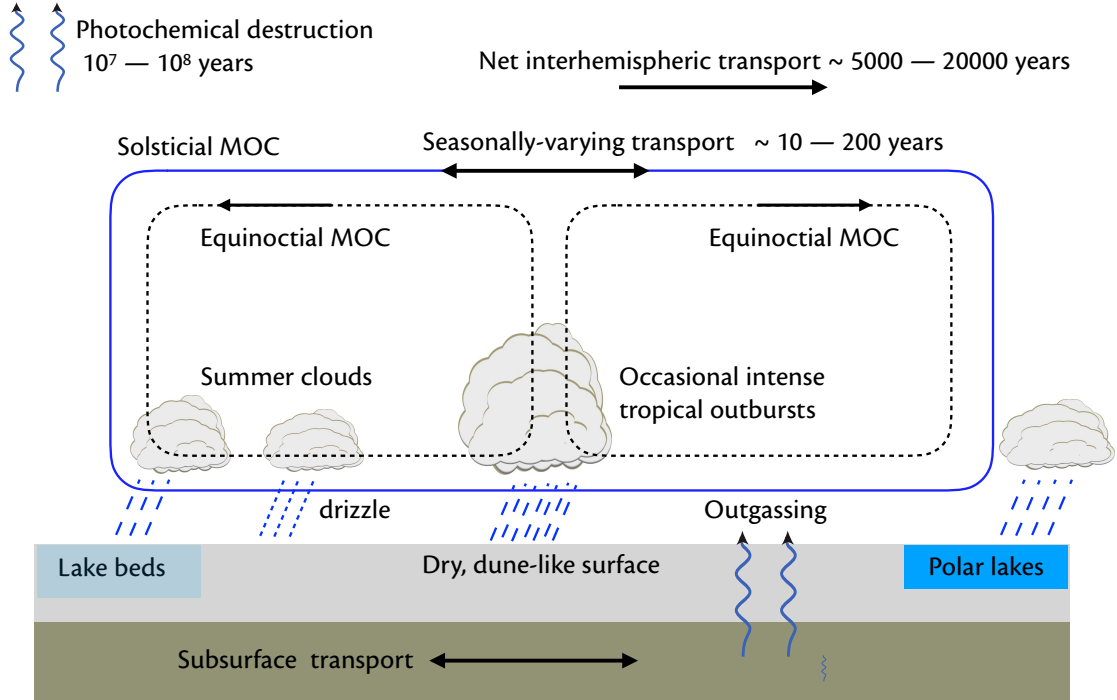 Photochemical destruction
10⁷ — 10⁸ years
Net interhemispheric transport ~ 5000 — 20000 years
Solsticial MOC
Seasonally-varying transport ~ 10 — 200 years
Equinoctial MOC
Equinoctial MOC
Summer clouds
Occasional intense
tropical outbursts
drizzle
Outgassing
Lake beds
Dry, dune-like surface
Polar lakes
Subsurface transport